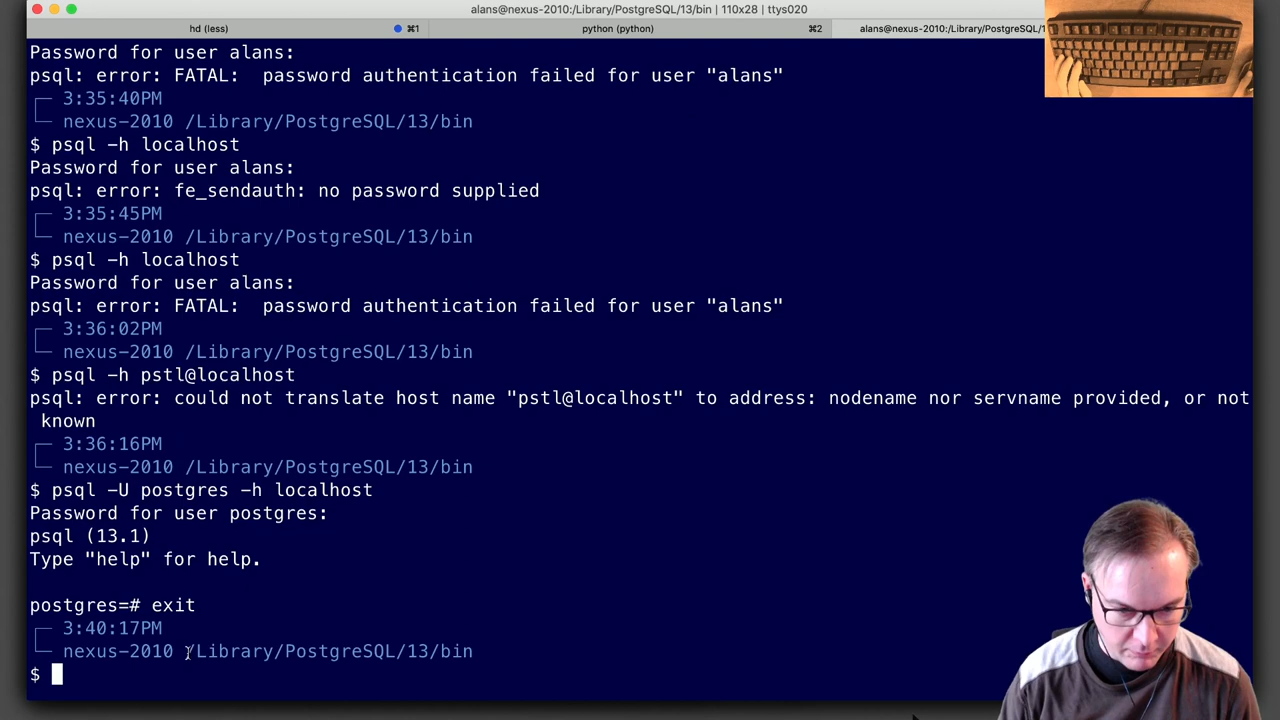 alans@nexus-2010:/Library/PostgreSQL/13/bin | 110x28 | ttys020
hd (less) ⌘1 python (python) ⌘2 alans@nexus-2010:/Library/PostgreSQL/1
Password for user alans:
psql: error: FATAL:  password authentication failed for user "alans"
3:35:40PM
nexus-2010 /Library/PostgreSQL/13/bin
$ psql -h localhost
Password for user alans:
psql: error: fe_sendauth: no password supplied
3:35:45PM
nexus-2010 /Library/PostgreSQL/13/bin
$ psql -h localhost
Password for user alans:
psql: error: FATAL:  password authentication failed for user "alans"
3:36:02PM
nexus-2010 /Library/PostgreSQL/13/bin
$ psql -h pstl@localhost
psql: error: could not translate host name "pstl@localhost" to address: nodename nor servname provided, or not
known
3:36:16PM
nexus-2010 /Library/PostgreSQL/13/bin
$ psql -U postgres -h localhost
Password for user postgres:
psql (13.1)
Type "help" for help.
postgres=# exit
3:40:17PM
nexus-2010 /Library/PostgreSQL/13/bin
$